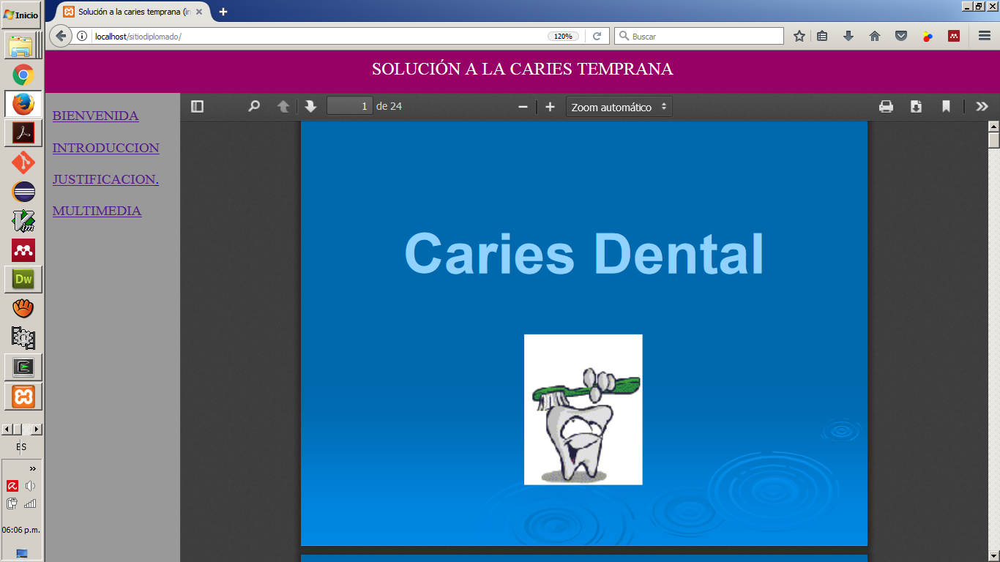 Inicio
Solución a la caries temprana (in
localhost/sitiodiplomado/
120%
Buscar
SOLUCIÓN A LA CARIES TEMPRANA
BIENVENIDA
INTRODUCCION
JUSTIFICACION.
MULTIMEDIA
1 de 24
Zoom automático
Caries Dental
Dw
ES
06:06 p.m.